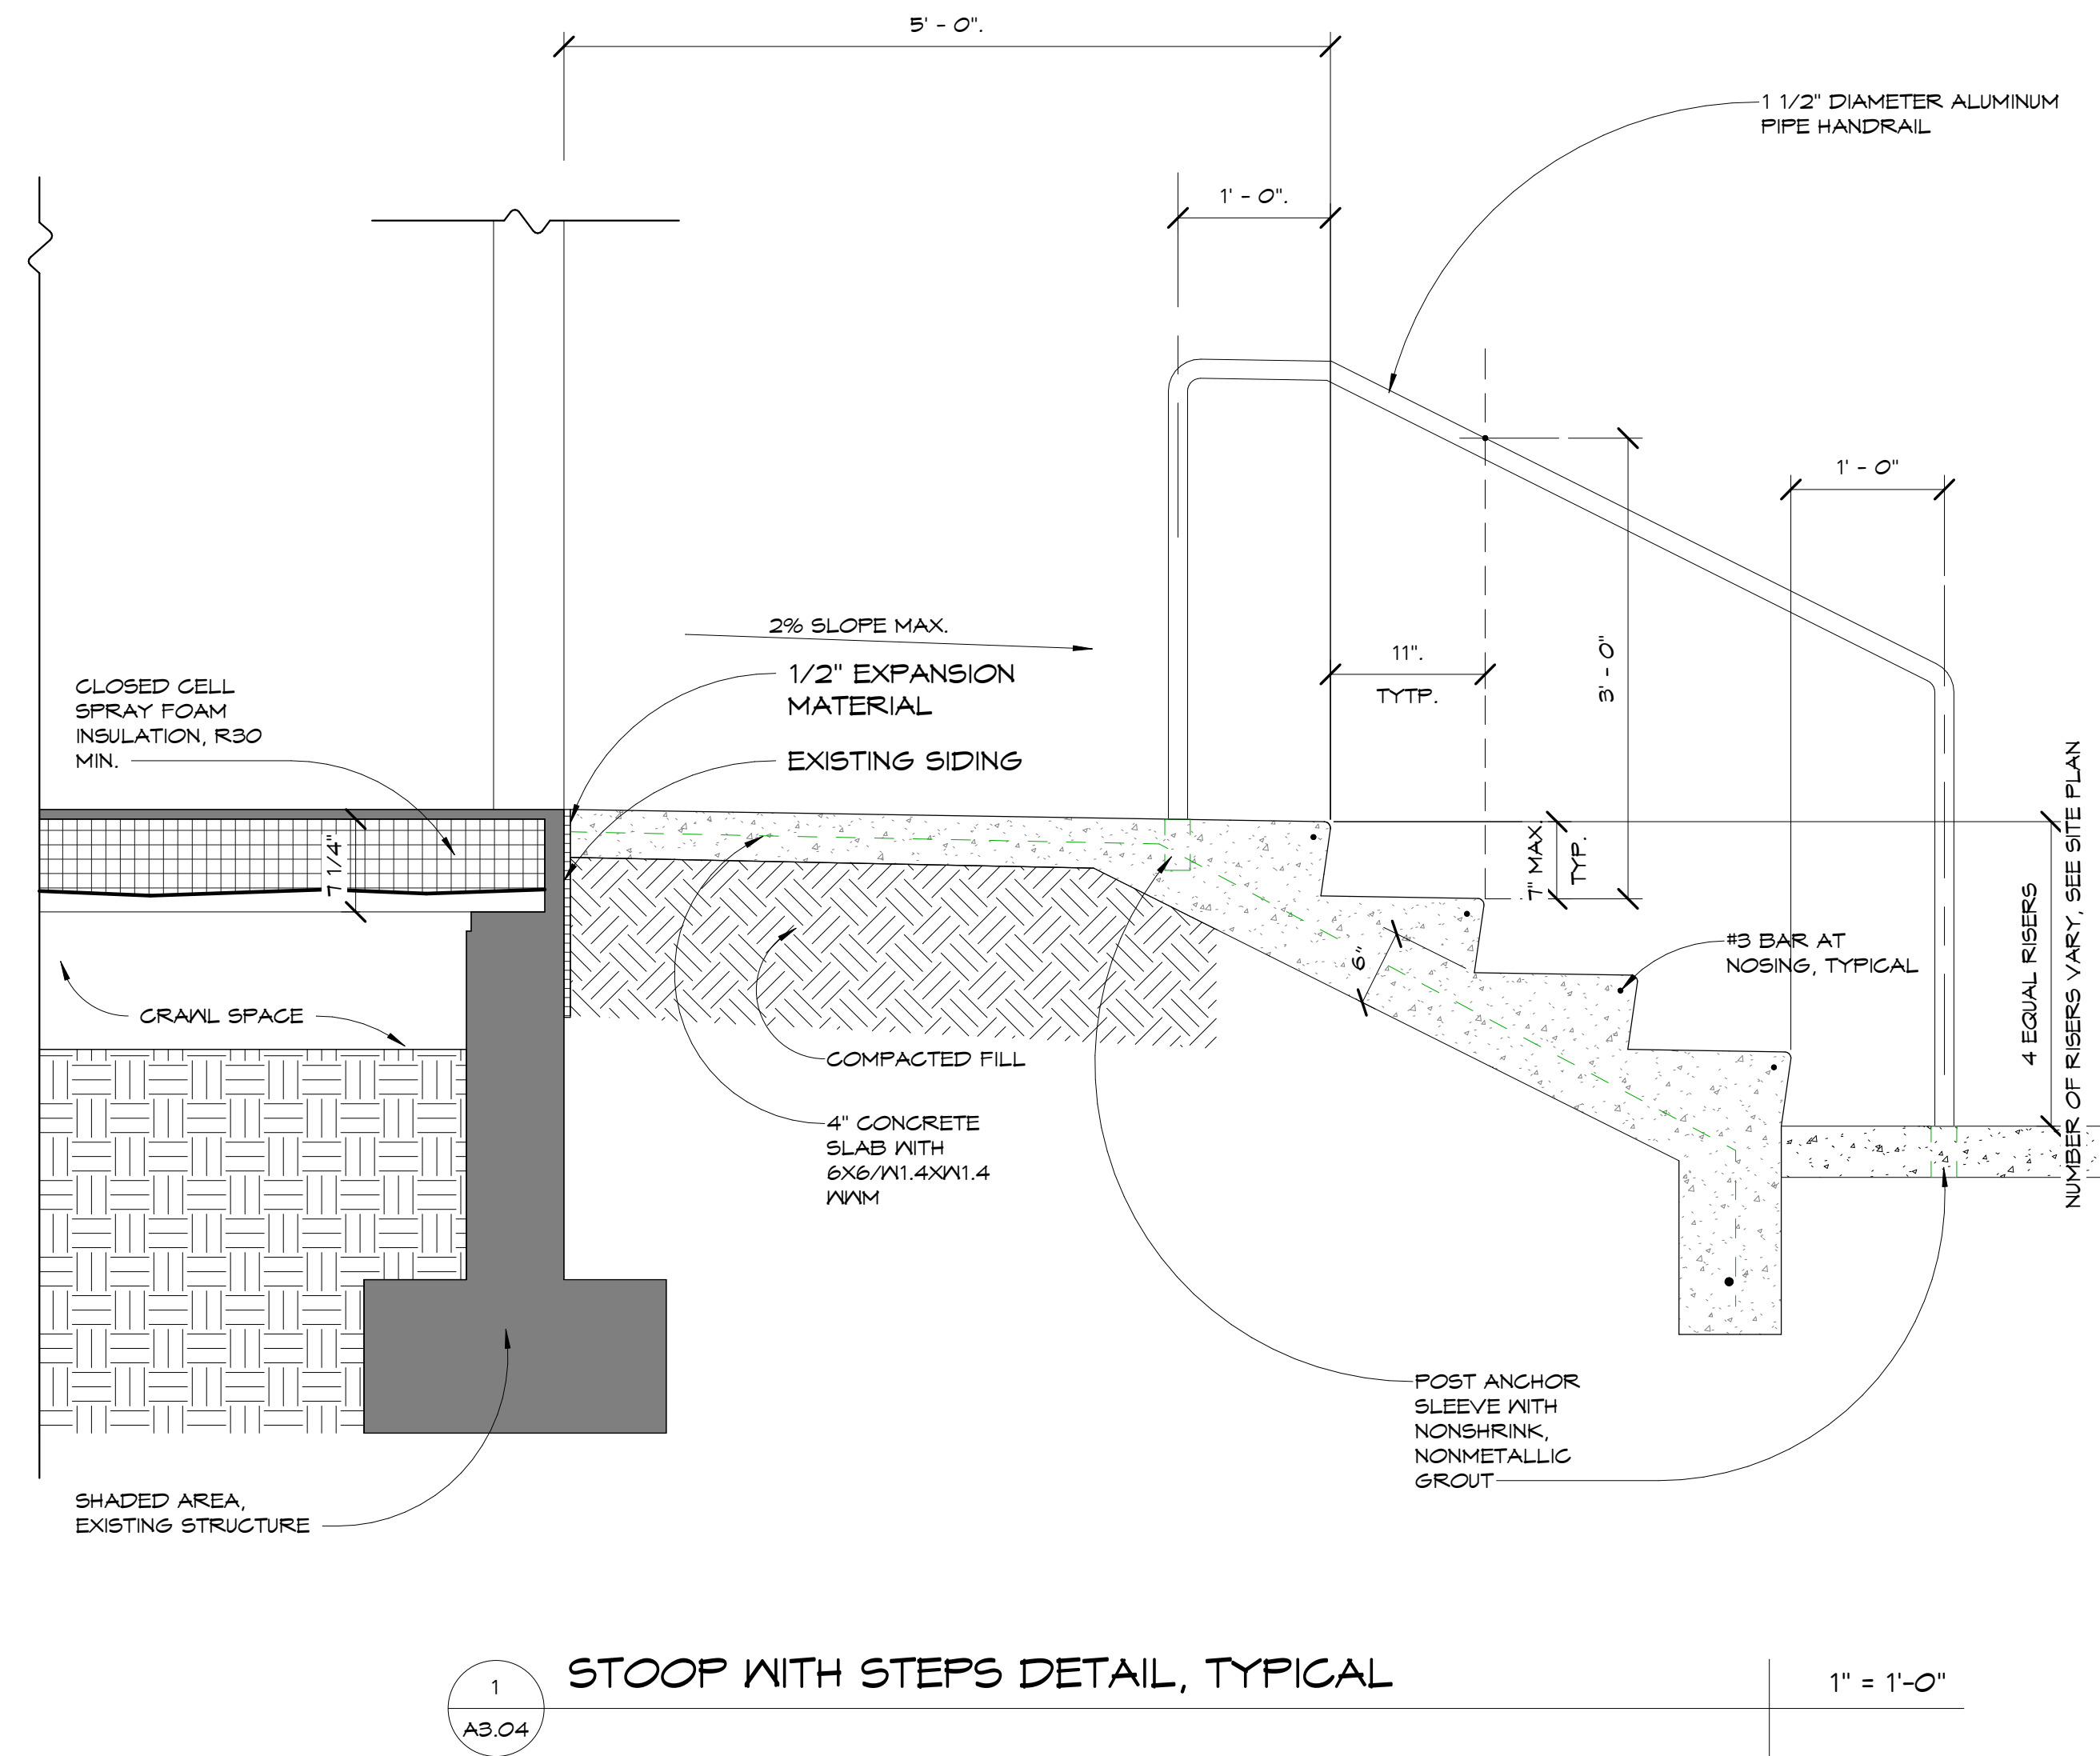 5' - 0".
1 1/2" DIAMETER ALUMINUM
PIPE HANDRAIL
1' - 0".
1' - 0"
2% SLOPE MAX.
1/2" EXPANSION
MATERIAL
EXISTING SIDING
11".
TYTP.
3' - 0"
CLOSED CELL
SPRAY FOAM
INSULATION, R30
MIN.
7 1/4"
7" MAX.
TYP.
4 EQUAL RISERS
NUMBER OF RISERS VARY, SEE SITE PLAN
6"
#3 BAR AT
NOSING, TYPICAL
CRAWL SPACE
COMPACTED FILL
4" CONCRETE
SLAB WITH
6X6/W1.4XW1.4
WWM
POST ANCHOR
SLEEVE WITH
NONSHRINK,
NONMETALLIC
GROUT
SHADED AREA,
EXISTING STRUCTURE
1
A3.04
STOOP WITH STEPS DETAIL, TYPICAL
1" = 1'-0"